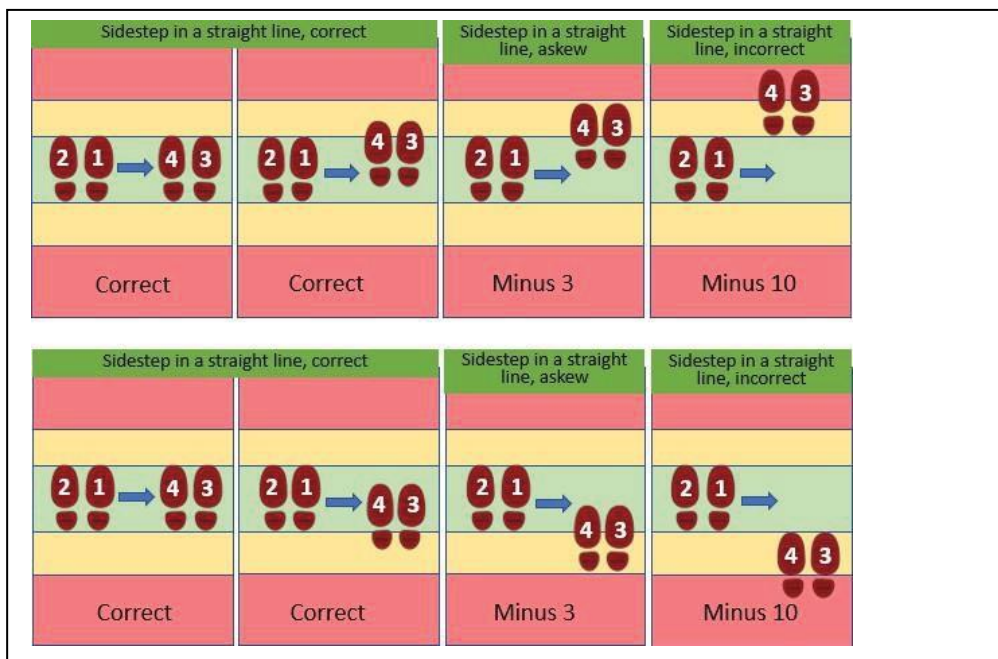 Sidestep in a straight line, correct
Sidestep in a straight
line, askew
Sidestep in a straight
line, incorrect
2 1 4 3
2 1 4 3
2 1 4 3
2 1 4 3
Correct
Correct
Minus 3
Minus 10
Sidestep in a straight line, correct
Sidestep in a straight
line, askew
Sidestep in a straight
line, incorrect
2 1 4 3
2 1 4 3
2 1 4 3
2 1 4 3
Correct
Correct
Minus 3
Minus 10